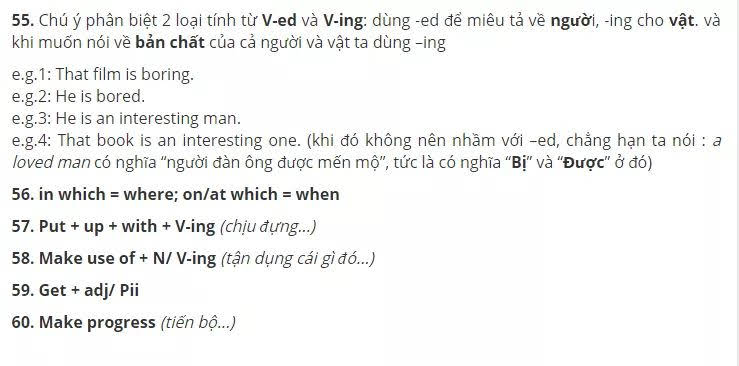 55. Chú ý phân biệt 2 loại tính từ V-ed và V-ing: dùng -ed để miêu tả về người, -ing cho vật. và
khi muốn nói về bản chất của cả người và vật ta dùng –ing
e.g.1: That film is boring.
e.g.2: He is bored.
e.g.3: He is an interesting man.
e.g.4: That book is an interesting one. (khi đó không nên nhầm với –ed, chẳng hạn ta nói : a
loved man có nghĩa “người đàn ông được mến mộ”, tức là có nghĩa “Bị” và “Được” ở đó)
56. in which = where; on/at which = when
57. Put + up + with + V-ing (chịu đựng...)
58. Make use of + N/ V-ing (tận dụng cái gì đó...)
59. Get + adj/ Pii
60. Make progress (tiến bộ...)